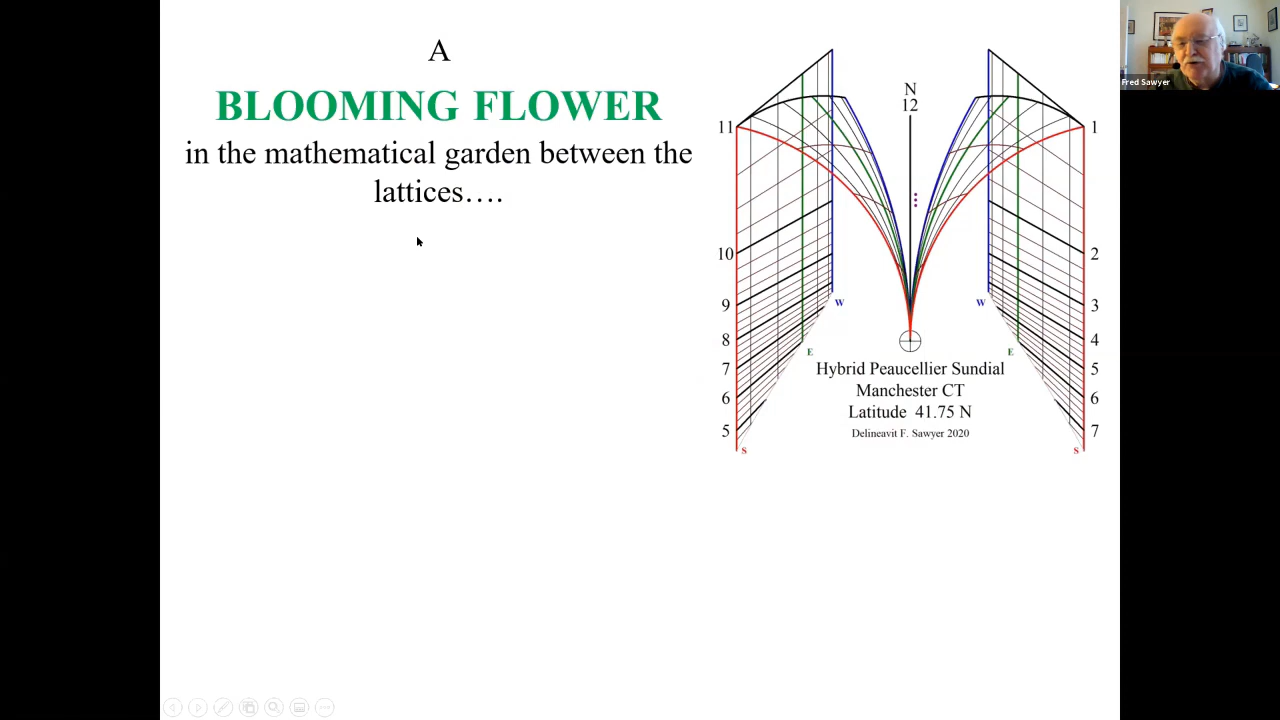 A
BLOOMING FLOWER
in the mathematical garden between the
lattices….
N
12
11
10
9
8
7
6
5
1
2
3
4
5
6
7
W
E
S
W
E
S
Hybrid Peaucellier Sundial
Manchester CT
Latitude 41.75 N
Delineavit F. Sawyer 2020
Fred Sawyer